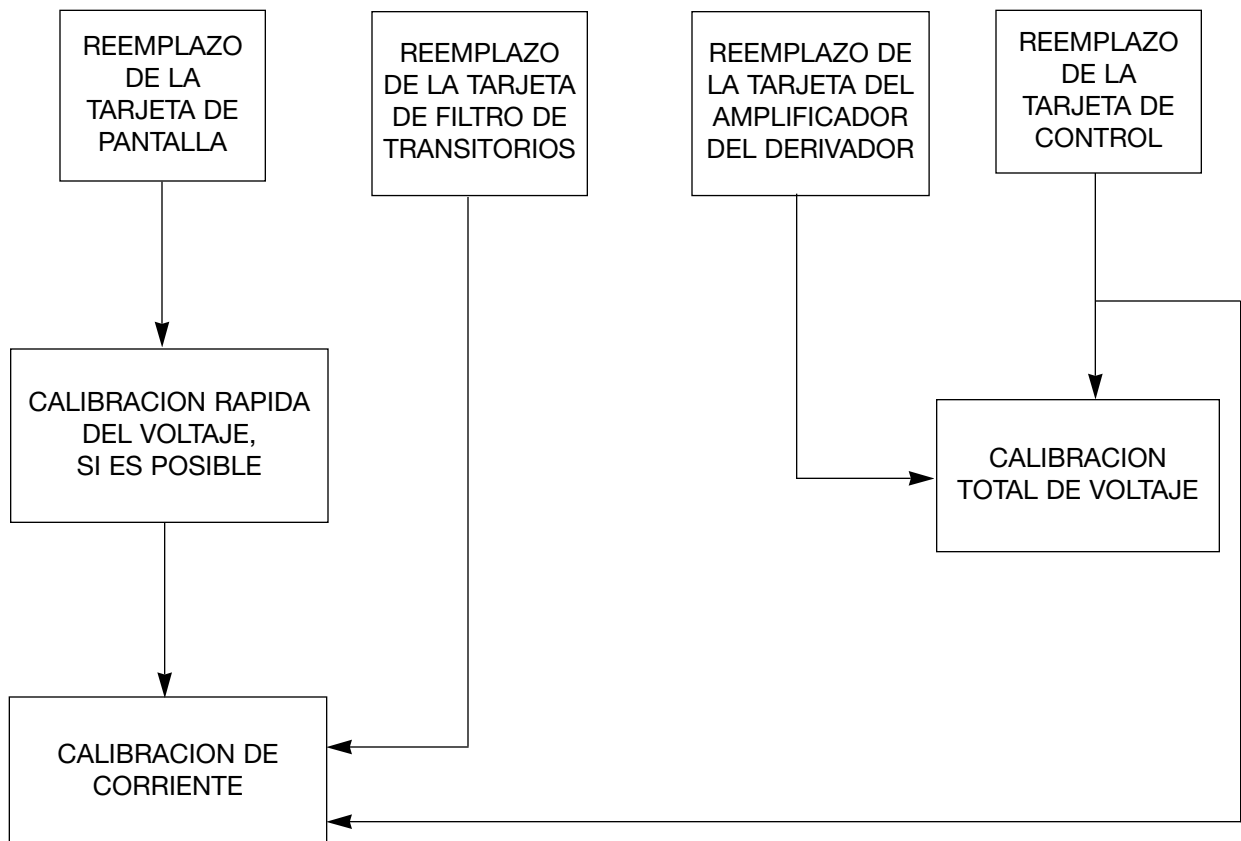 REEMPLAZO
DE LA
TARJETA DE
PANTALLA
REEMPLAZO
DE LA TARJETA
DE FILTRO DE
TRANSITORIOS
REEMPLAZO DE
LA TARJETA DEL
AMPLIFICADOR
DEL DERIVADOR
REEMPLAZO
DE LA
TARJETA DE
CONTROL
CALIBRACION RAPIDA
DEL VOLTAJE,
SI ES POSIBLE
CALIBRACION
TOTAL DE VOLTAJE
CALIBRACION DE
CORRIENTE